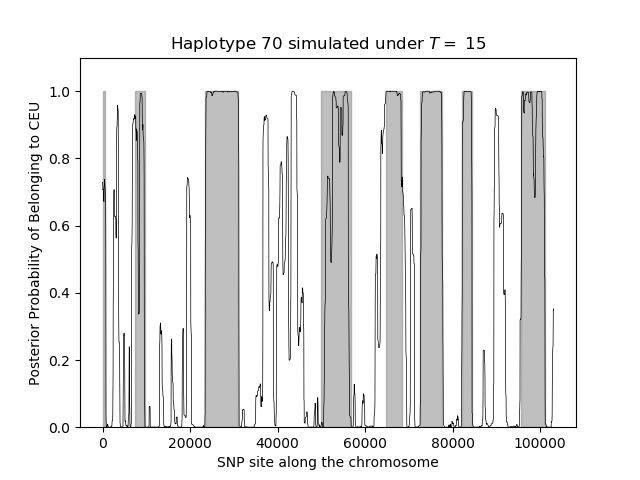 Haplotype 70 simulated under T = 15
Posterior Probability of Belonging to CEU
1.0
0.8
0.6
0.4
0.2
0.0
0 20000 40000 60000 80000 100000
SNP site along the chromosome